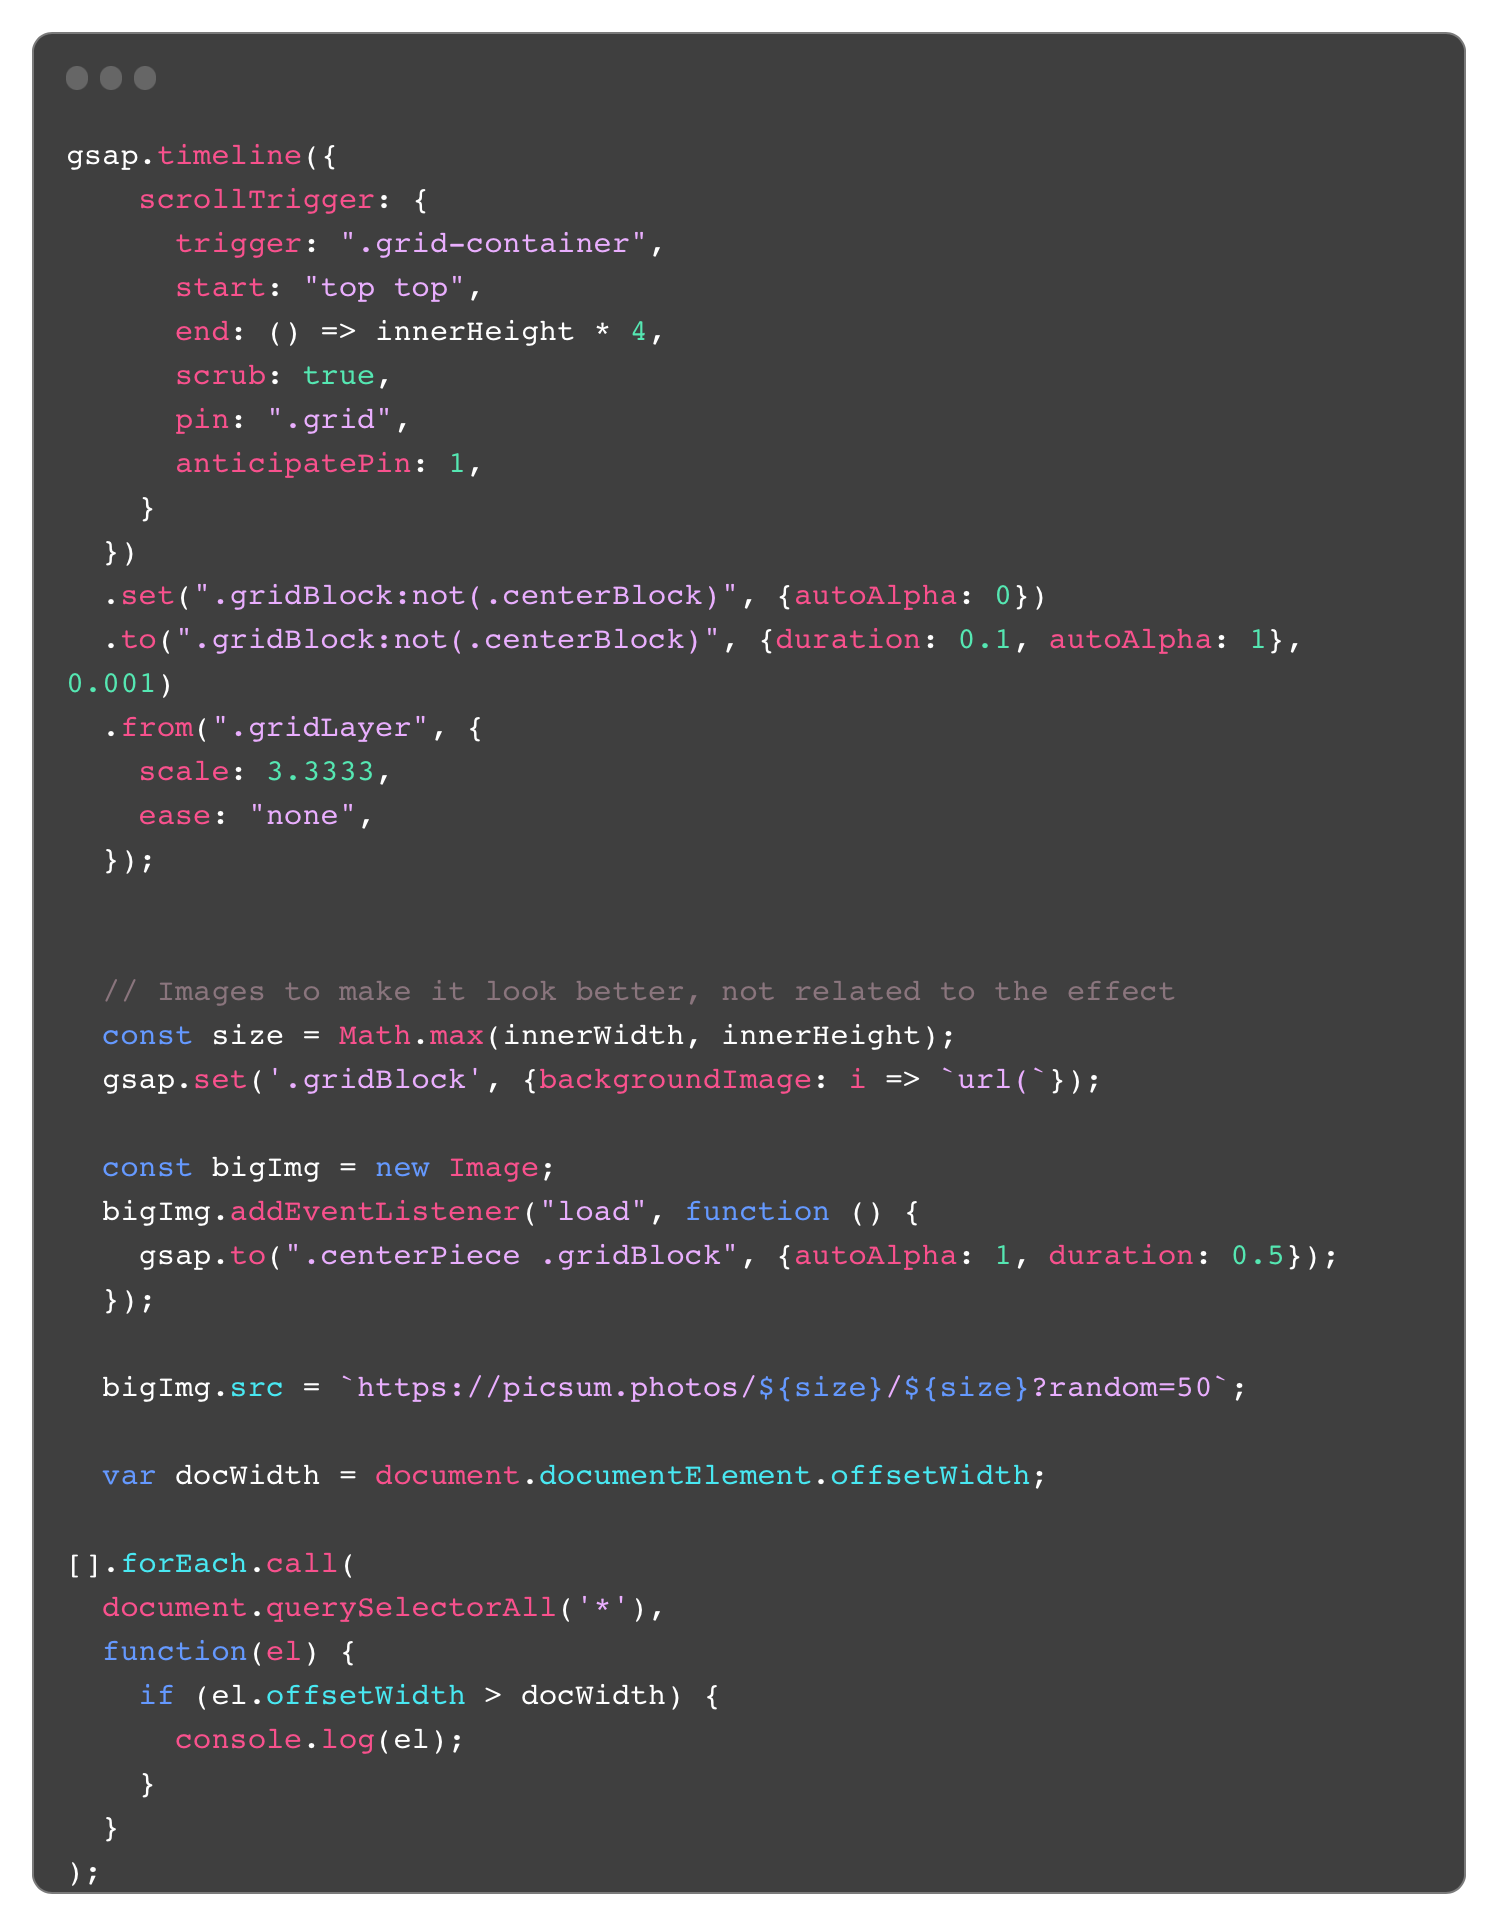 gsap.timeline({
    scrollTrigger: {
      trigger: ".grid-container",
      start: "top top",
      end: () => innerHeight * 4,
      scrub: true,
      pin: ".grid",
      anticipatePin: 1,
    }
  })
  .set(".gridBlock:not(.centerBlock)", {autoAlpha: 0})
  .to(".gridBlock:not(.centerBlock)", {duration: 0.1, autoAlpha: 1},
0.001)
  .from(".gridLayer", {
    scale: 3.3333,
    ease: "none",
  });


  // Images to make it look better, not related to the effect
  const size = Math.max(innerWidth, innerHeight);
  gsap.set('.gridBlock', {backgroundImage: i => `url(`});

  const bigImg = new Image;
  bigImg.addEventListener("load", function () {
    gsap.to(".centerPiece .gridBlock", {autoAlpha: 1, duration: 0.5});
  });

  bigImg.src = `https://picsum.photos/${size}/${size}?random=50`;

  var docWidth = document.documentElement.offsetWidth;

[].forEach.call(
  document.querySelectorAll('*'),
  function(el) {
    if (el.offsetWidth > docWidth) {
      console.log(el);
    }
  }
);